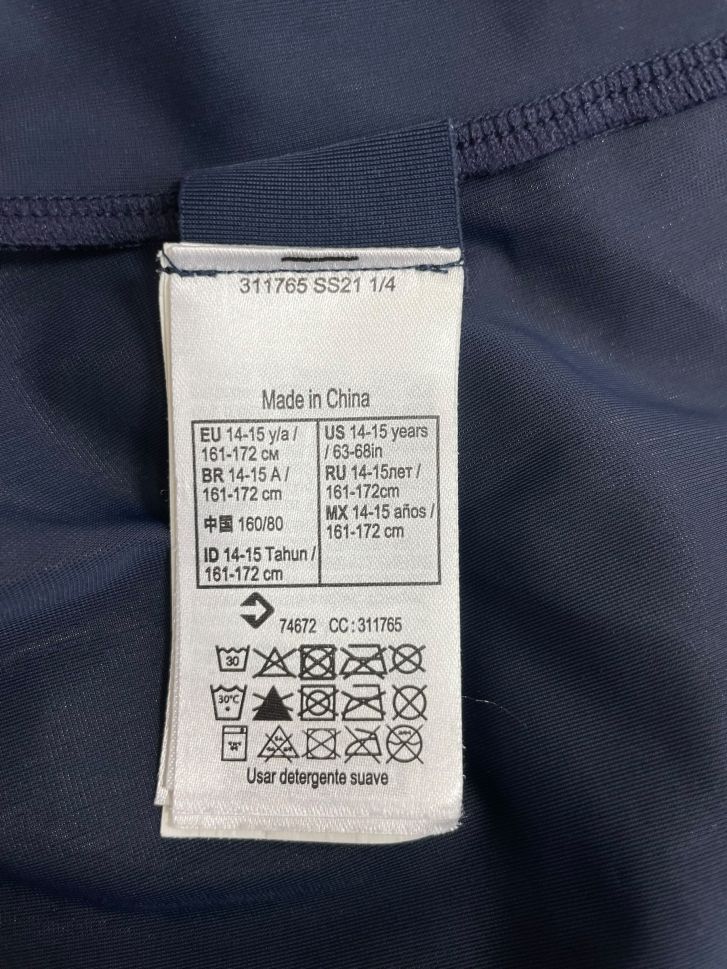 311765 SS21 1/4
Made in China
EU 14-15 y/a /
161-172 см
BR 14-15 A /
161-172 cm
中国 160/80
ID 14-15 Tahun /
161-172 cm
US 14-15 years
/ 63-68in
RU 14-15лет /
161-172cm
MX 14-15 años /
161-172 cm
74672 CC:311765
30
30°C
Usar detergente suave